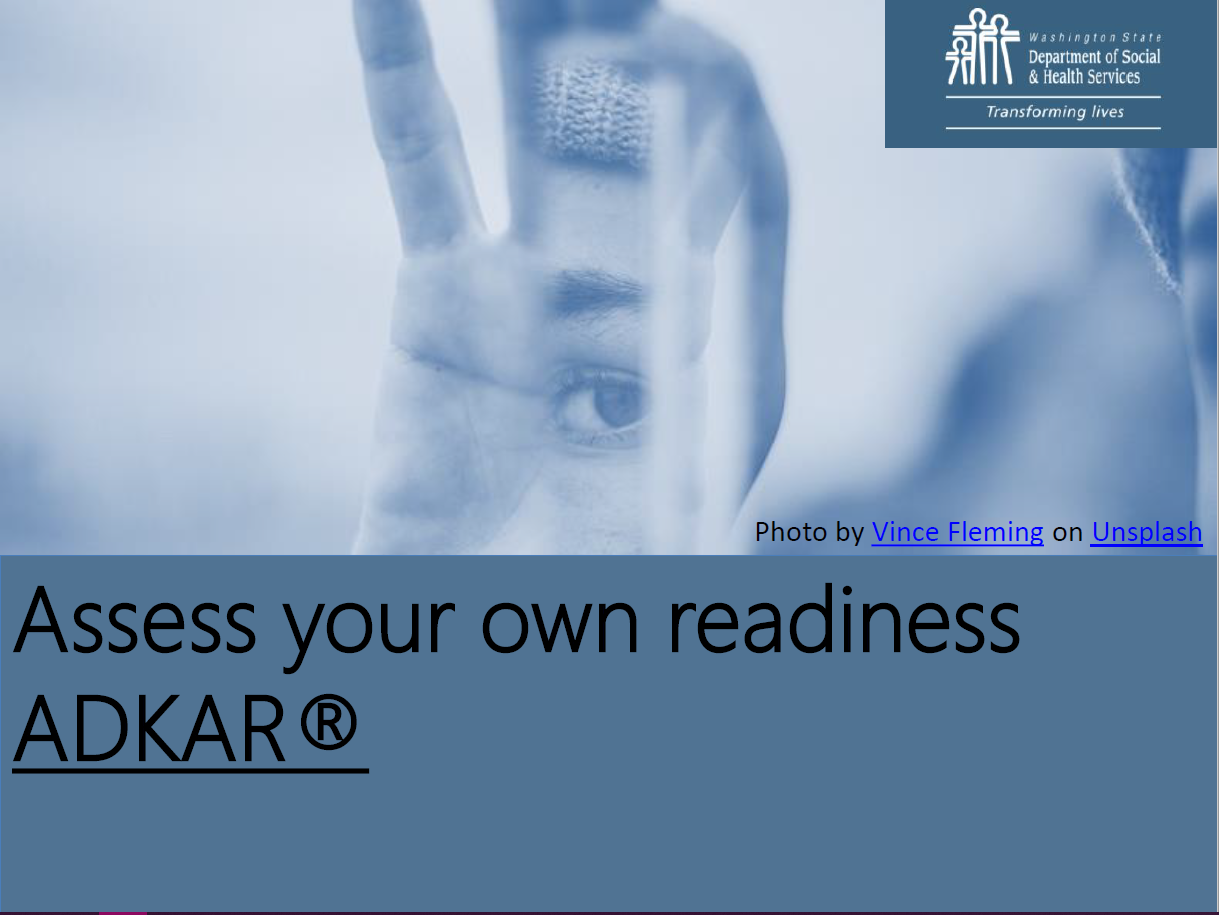 Washington State
Department of Social
& Health Services
Transforming lives
Photo by Vince Fleming on Unsplash
Assess your own readiness
ADKAR®